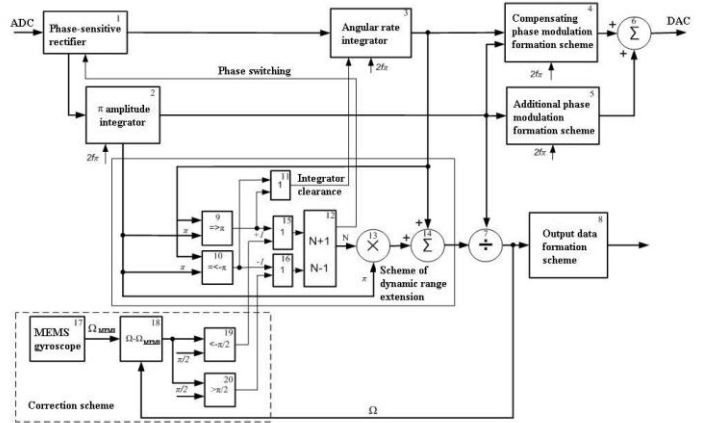 ADC
1
Phase-sensitive
rectifier
3
Angular rate
integrator
2fπ
4
Compensating
phase modulation
formation scheme
2fπ
+
6
Σ
+
DAC
Phase switching
2
π amplitude
integrator
2fπ
5
Additional phase
modulation
formation scheme
2fπ
11
1
Integrator
clearance
9
=>π
π
+1
15
1
12
N+1
N-1
N
13
×
π
+
+
14
Σ
7
÷
8
Output data
formation
scheme
10
=<-π
π
-1
16
1
Scheme of
dynamic range
extension
17
MEMS
gyroscope
Ω MEMS
18
Ω-ΩMEMS
19
<-π/2
π/2
20
>π/2
π/2
Correction scheme
Ω